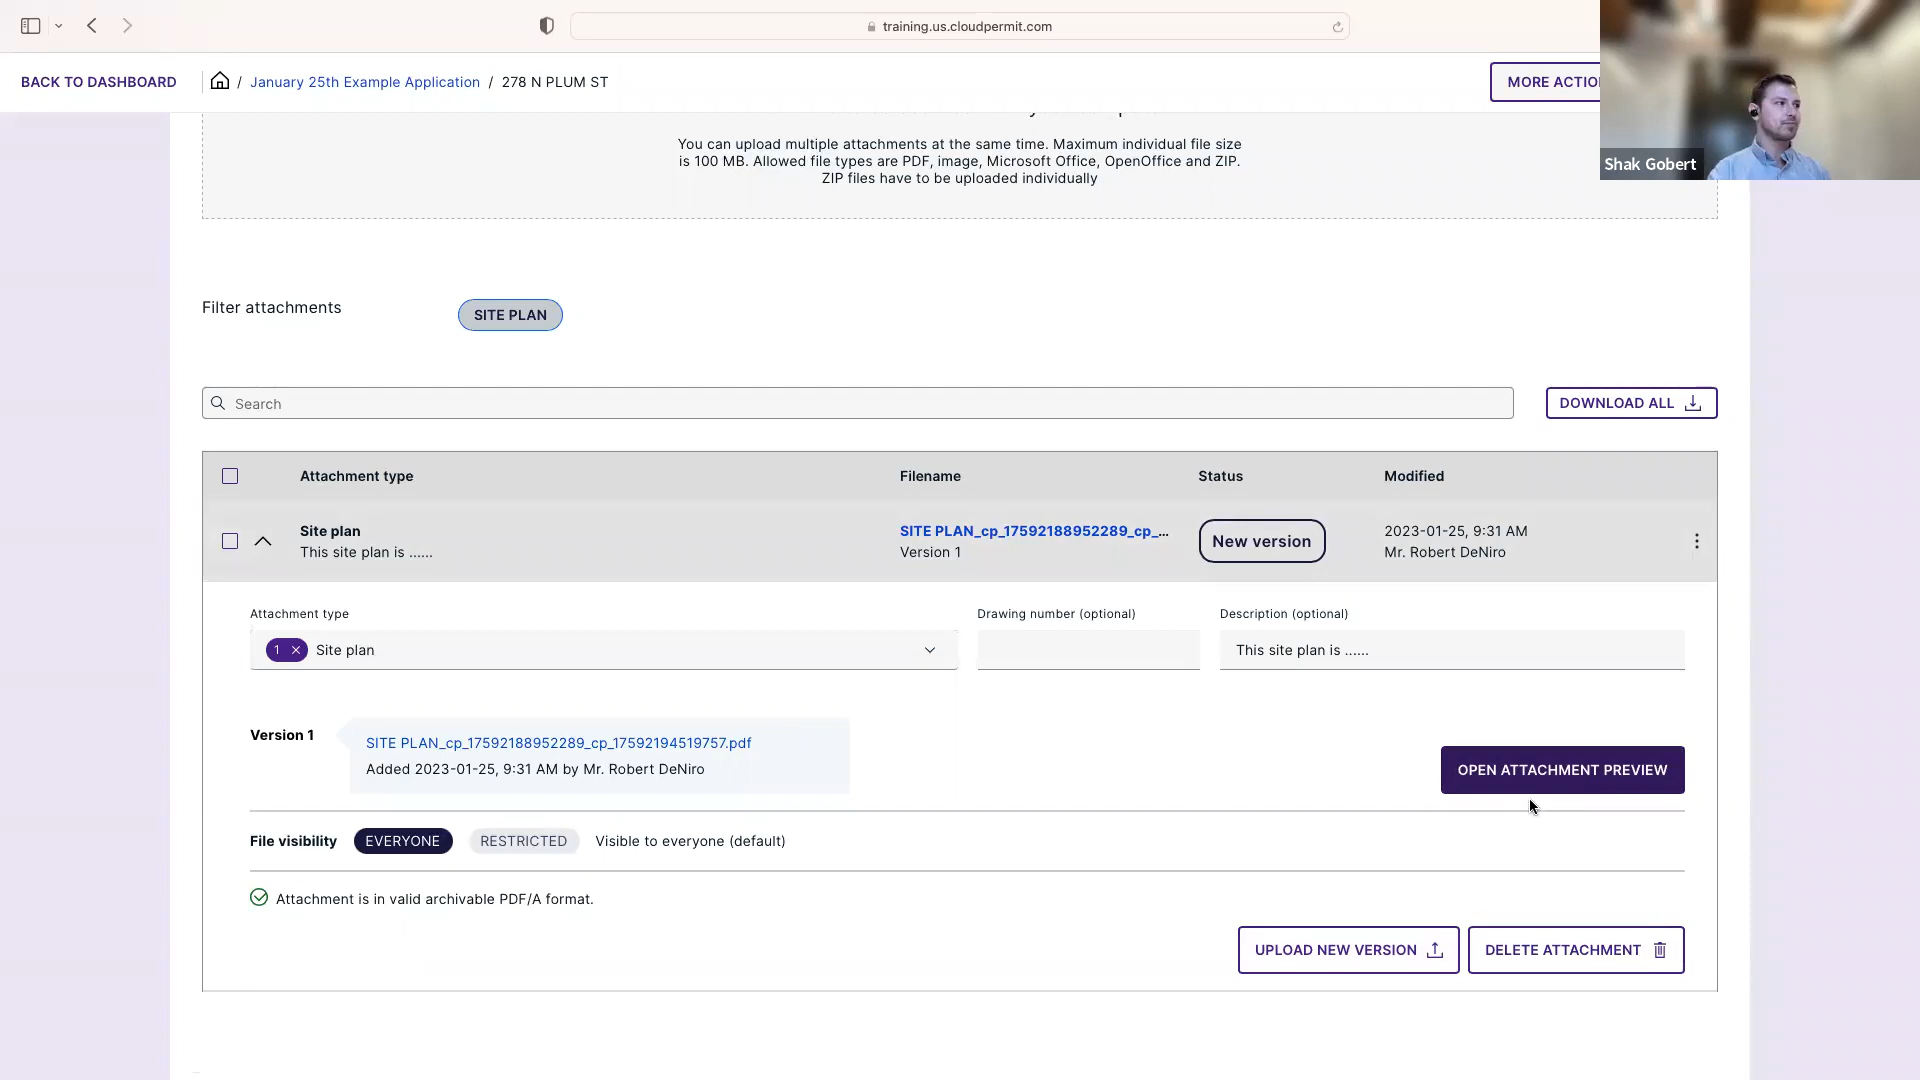 training.us.cloudpermit.com
BACK TO DASHBOARD
/ January 25th Example Application / 278 N PLUM ST
MORE ACTIO
Shak Gobert
You can upload multiple attachments at the same time. Maximum individual file size
is 100 MB. Allowed file types are PDF, image, Microsoft Office, OpenOffice and ZIP.
ZIP files have to be uploaded individually
Filter attachments
SITE PLAN
Search
DOWNLOAD ALL
Attachment type Filename Status Modified
Site plan SITE PLAN_cp_17592188952289_cp_... New version 2023-01-25, 9:31 AM
This site plan is ...... Version 1 Mr. Robert DeNiro
Attachment type Drawing number (optional) Description (optional)
1 × Site plan This site plan is ......
Version 1
SITE PLAN_cp_17592188952289_cp_17592194519757.pdf
Added 2023-01-25, 9:31 AM by Mr. Robert DeNiro
OPEN ATTACHMENT PREVIEW
File visibility EVERYONE RESTRICTED Visible to everyone (default)
Attachment is in valid archivable PDF/A format.
UPLOAD NEW VERSION DELETE ATTACHMENT